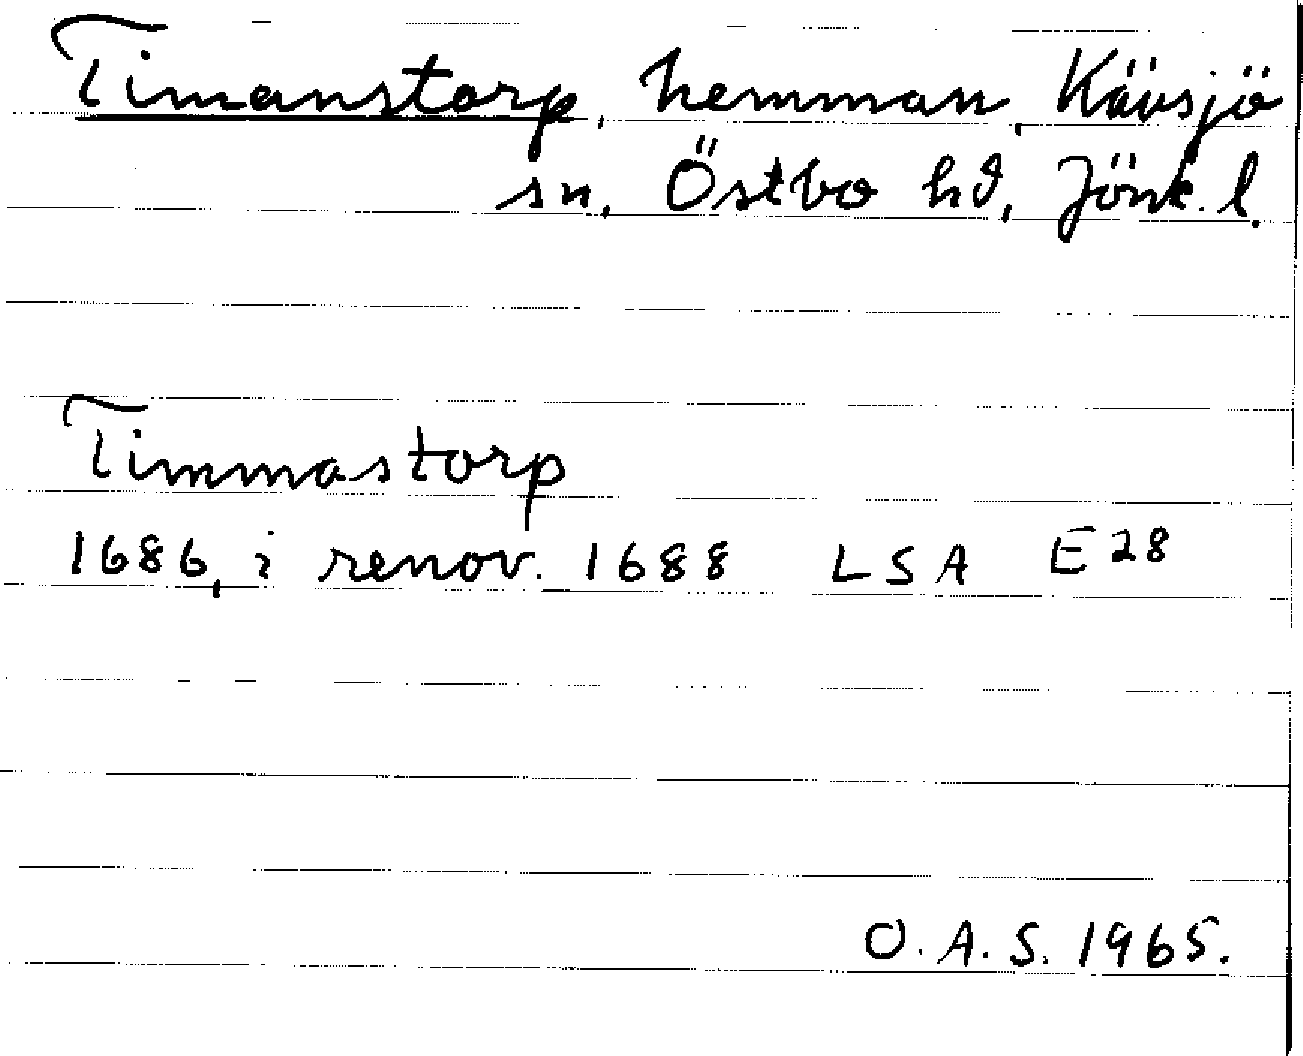 Timanstorp, hemman, Kävsjö
sn, Östbo hd, Jönk. l.
Timmastorp
1686, i renov. 1688 LSA E28
O.A.S. 1965.